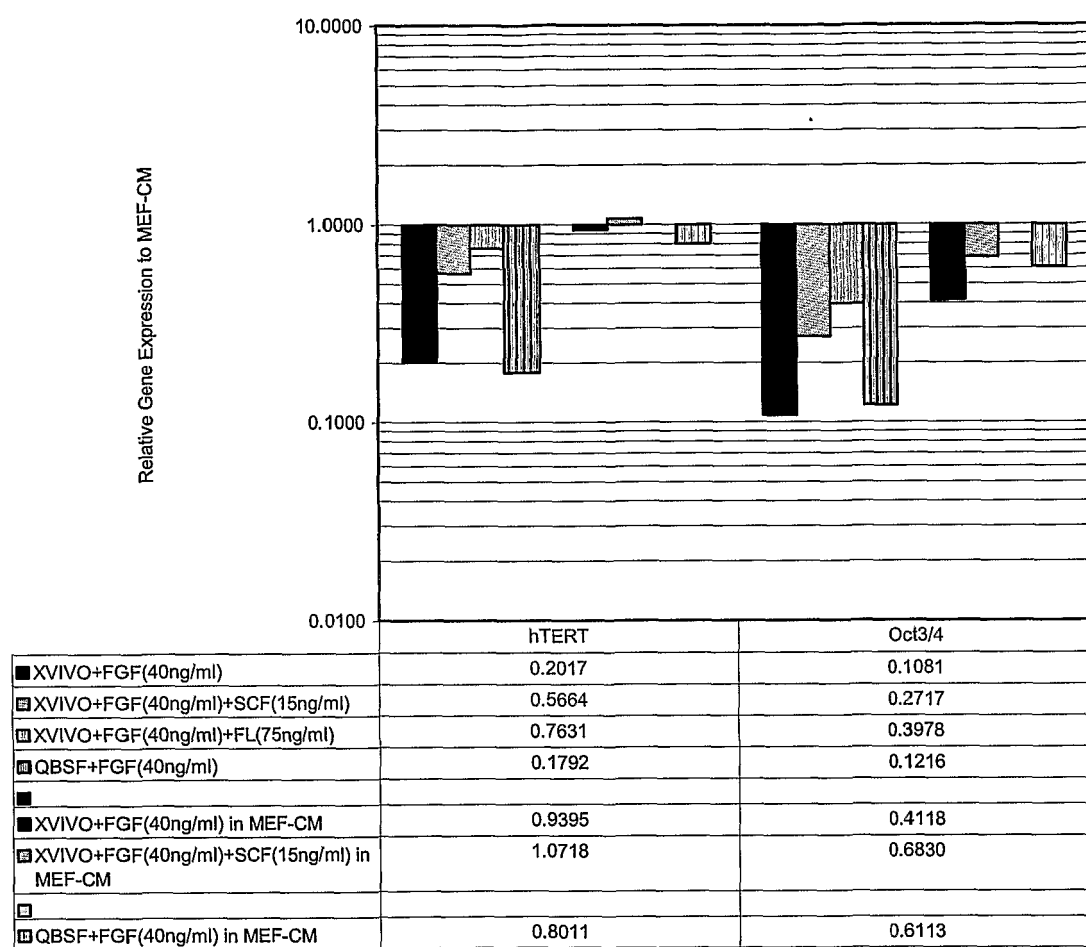 10.0000
1.0000
0.1000
0.0100
Relative Gene Expression to MEF-CM
hTERT Oct3/4
XVIVO+FGF(40ng/ml) 0.2017 0.1081
XVIVO+FGF(40ng/ml)+SCF(15ng/ml) 0.5664 0.2717
XVIVO+FGF(40ng/ml)+FL(75ng/ml) 0.7631 0.3978
QBSF+FGF(40ng/ml) 0.1792 0.1216
XVIVO+FGF(40ng/ml) in MEF-CM 0.9395 0.4118
XVIVO+FGF(40ng/ml)+SCF(15ng/ml) in 1.0718 0.6830
MEF-CM
QBSF+FGF(40ng/ml) in MEF-CM 0.8011 0.6113